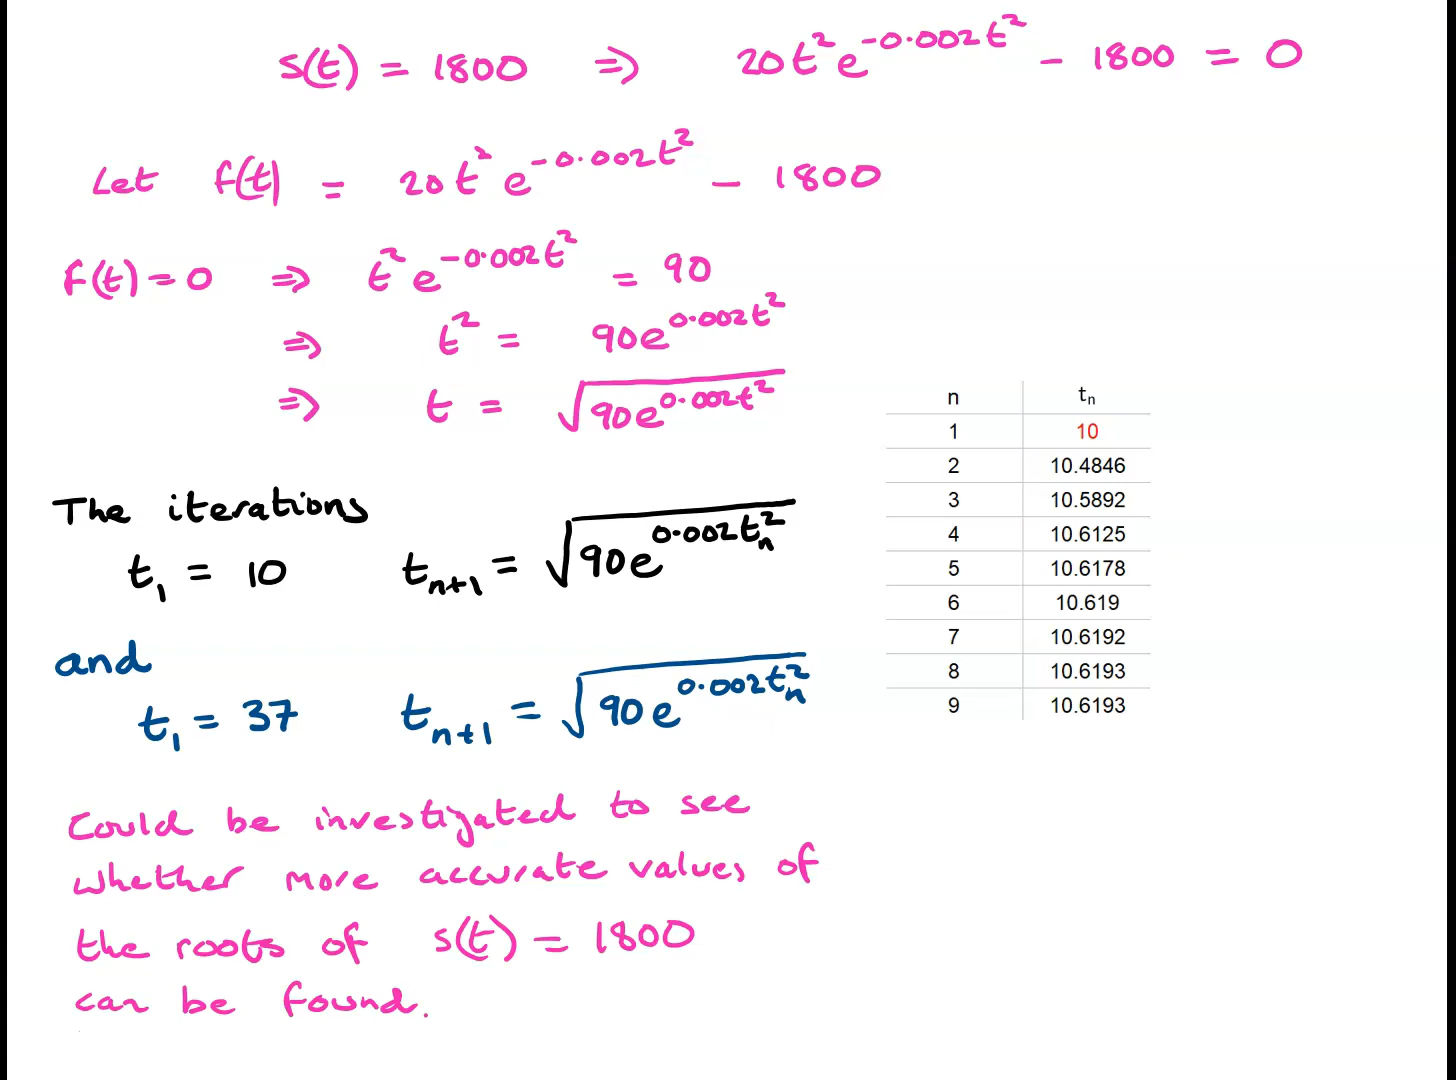 s(t) = 1800 ⇒ 20t²e^{-0.002t²} - 1800 = 0
Let f(t) = 20t²e^{-0.002t²} - 1800
f(t)=0 ⇒ t²e^{-0.002t²} = 90
⇒ t² = 90e^{0.002t²}
⇒ t = √(90e^{0.002t²})
The iterations
t₁ = 10 t_{n+1} = √(90e^{0.002t_n²})
and
t₁ = 37 t_{n+1} = √(90e^{0.002t_n²})
Could be investigated to see
whether more accurate values of
the roots of s(t) = 1800
can be found.
n tₙ
1 10
2 10.4846
3 10.5892
4 10.6125
5 10.6178
6 10.619
7 10.6192
8 10.6193
9 10.6193